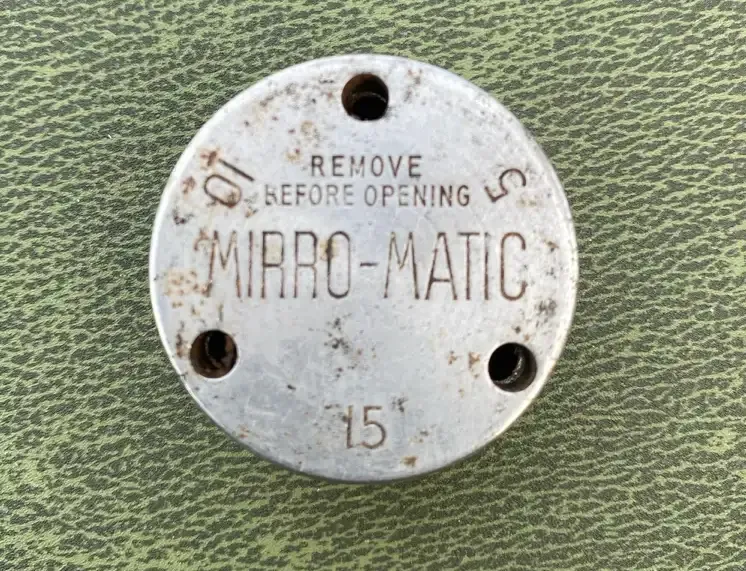 REMOVE
BEFORE OPENING
10
5
MIRRO-MATIC
15